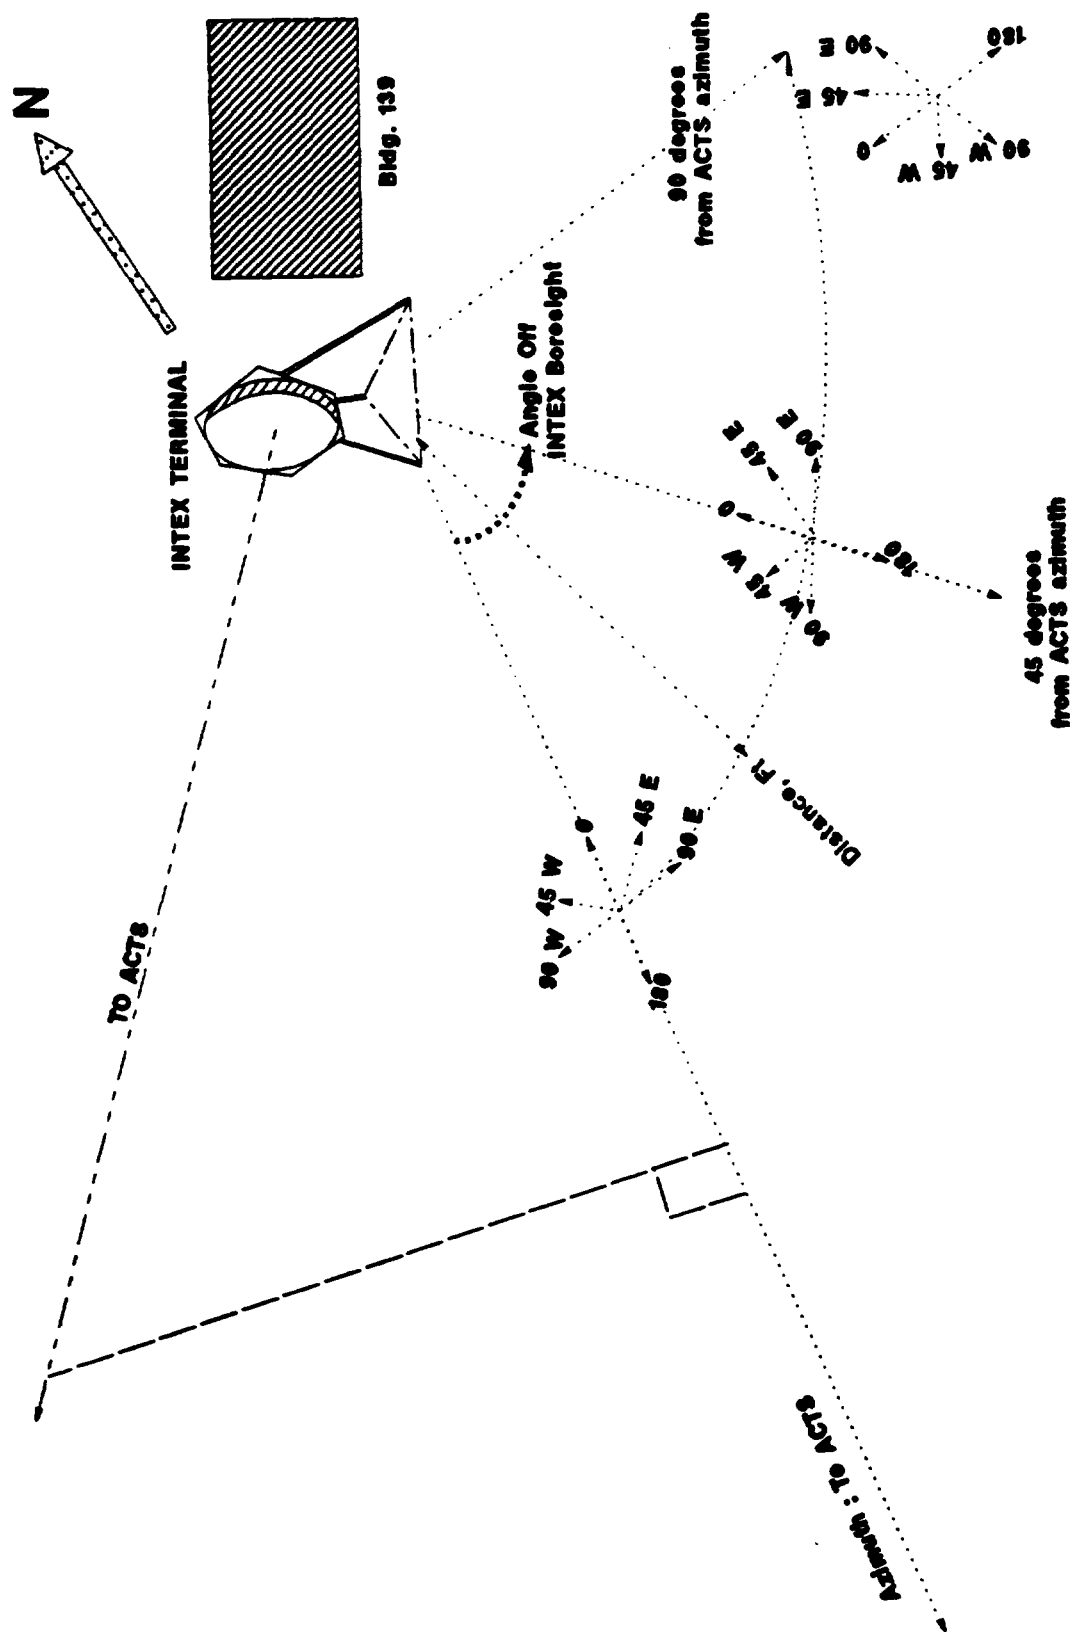 N
Bldg. 139
INTEX TERMINAL
TO ACTS
Angle Off
INTEX Boresight
90 degrees
from ACTS azimuth
0
45 E
90 E
180
45 W
90 W
0
45 E
90 E
45 W
90 W
180
45 degrees
from ACTS azimuth
Distance, Ft
0
45 E
90 E
45 W
90 W
180
Azimuth : To ACTS